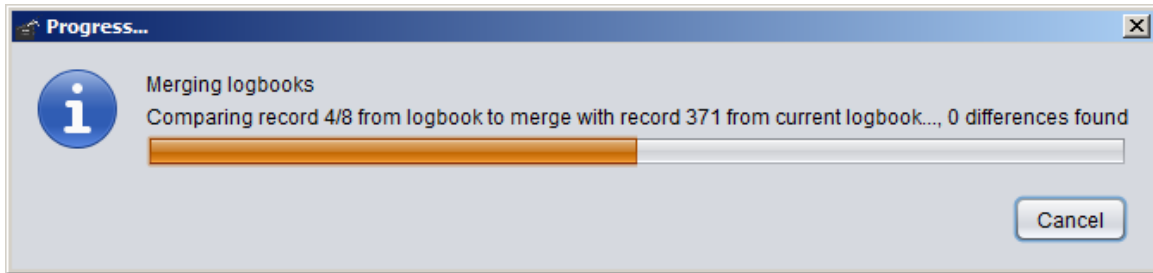 Progress...
Merging logbooks
Comparing record 4/8 from logbook to merge with record 371 from current logbook..., 0 differences found
Cancel